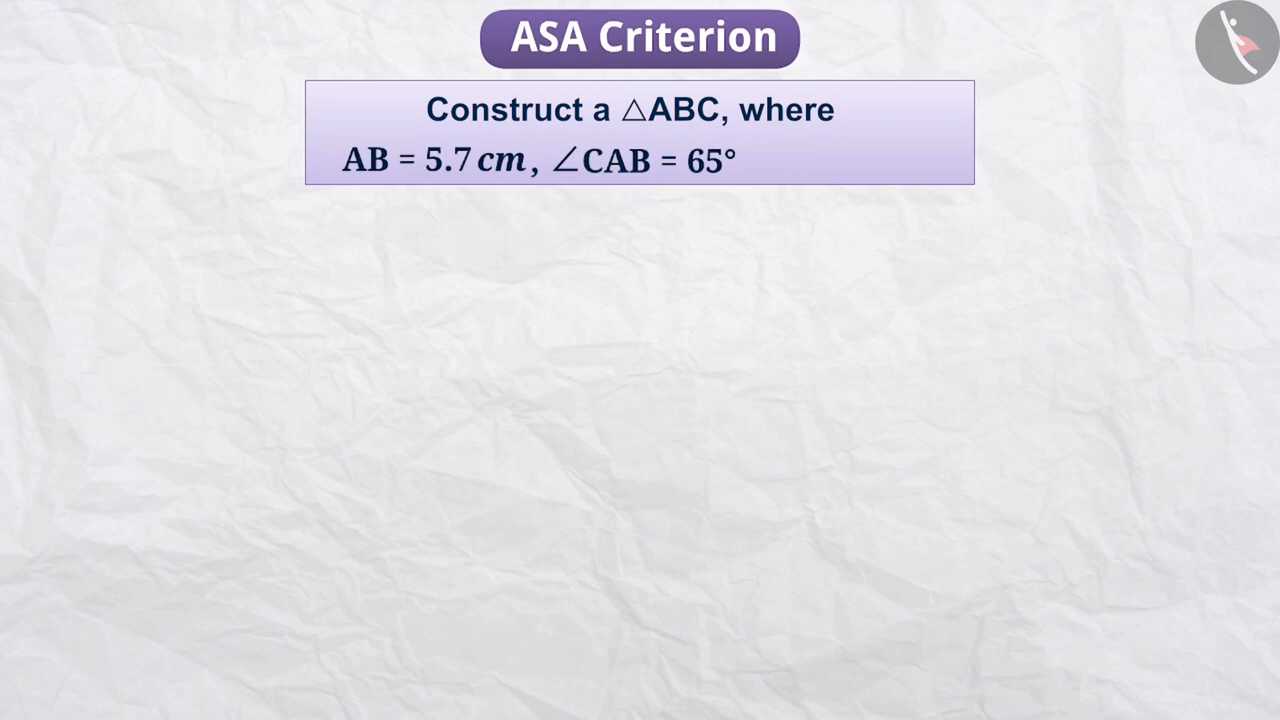 ASA Criterion
Construct a △ABC, where
AB = 5.7 cm, ∠CAB = 65°